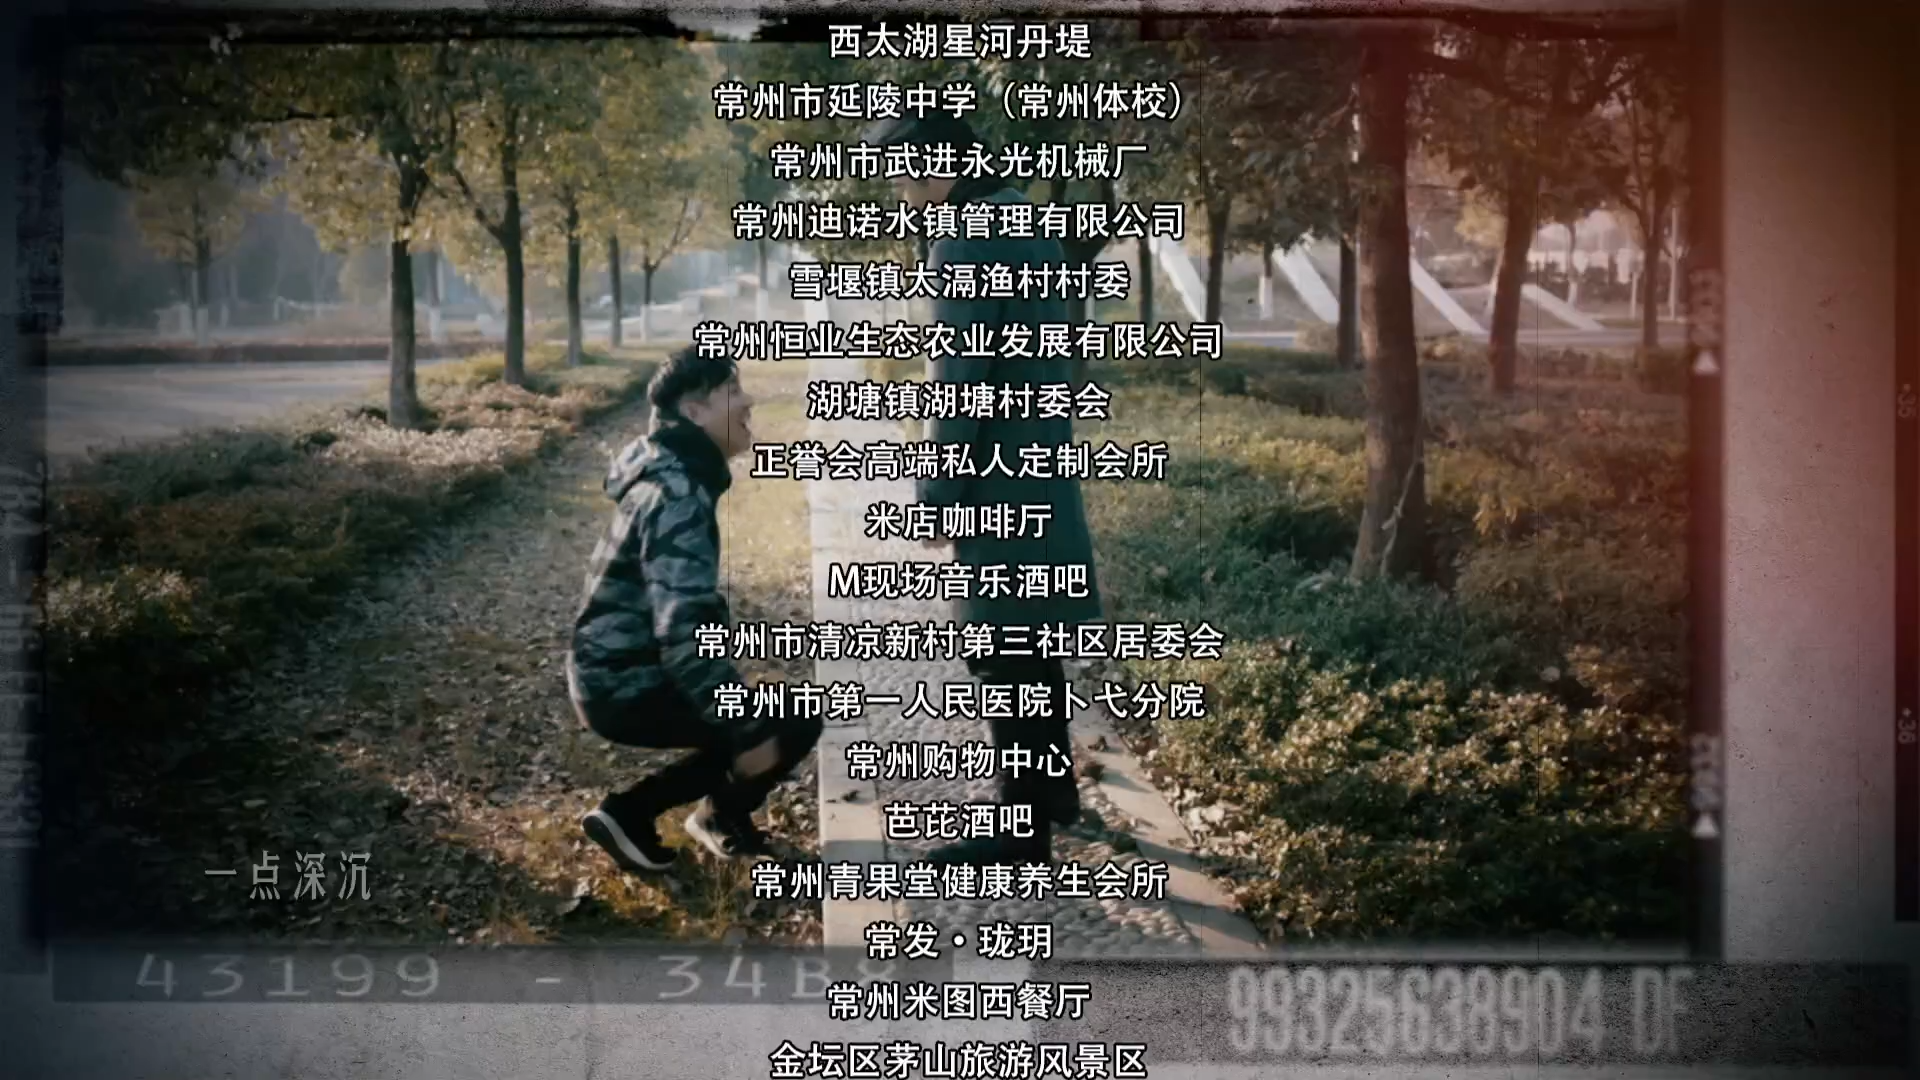 西太湖星河丹堤
常州市延陵中学（常州体校）
常州市武进永光机械厂
常州迪诺水镇管理有限公司
雪堰镇太滆渔村村委
常州恒业生态农业发展有限公司
湖塘镇湖塘村委会
正誉会高端私人定制会所
米店咖啡厅
M现场音乐酒吧
常州市清凉新村第三社区居委会
常州市第一人民医院卜弋分院
常州购物中心
芭芘酒吧
一点深沉
常州青果堂健康养生会所
常发·珑玥
43199 - 34B8
常州米图西餐厅
99325638904 DF
金坛区茅山旅游风景区